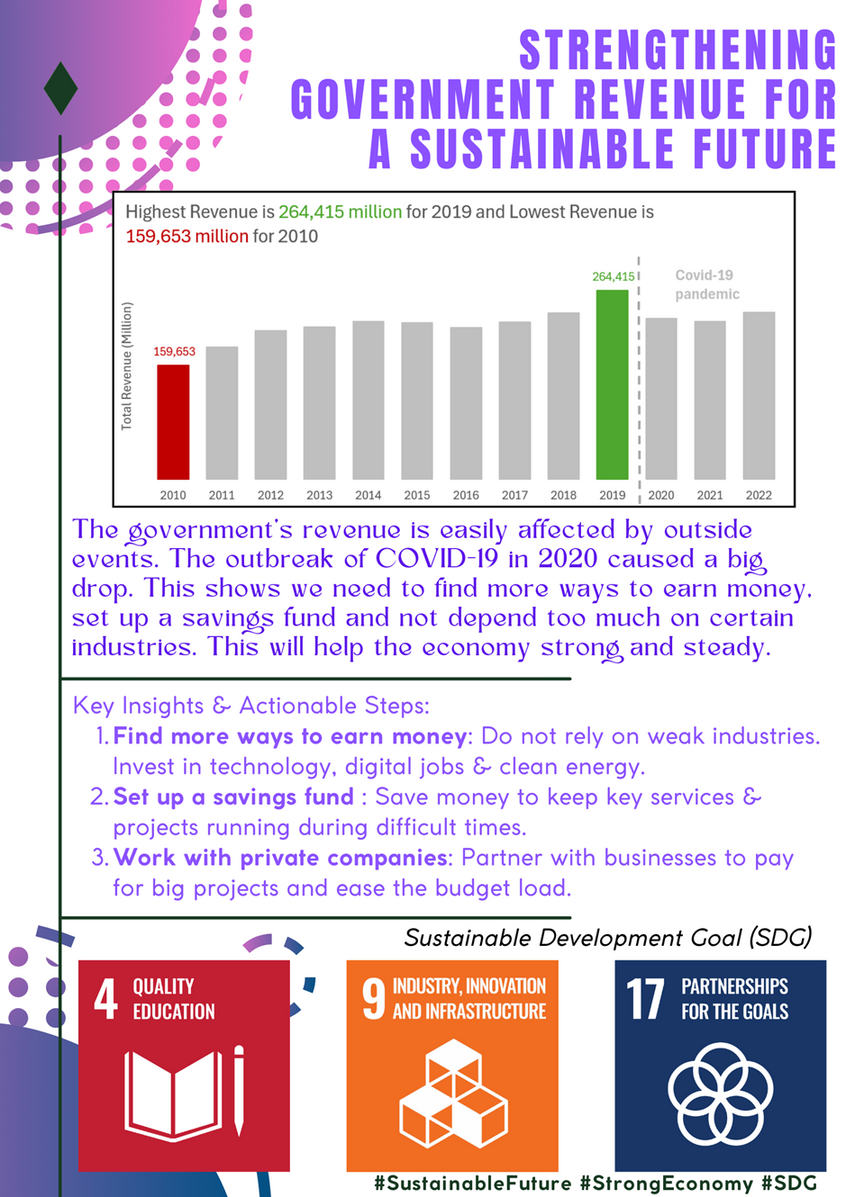 STRENGTHENING
GOVERNMENT REVENUE FOR
A SUSTAINABLE FUTURE
Highest Revenue is 264,415 million for 2019 and Lowest Revenue is
159,653 million for 2010
Total Revenue (Million)
159,653
264,415
Covid-19
pandemic
2010 2011 2012 2013 2014 2015 2016 2017 2018 2019 2020 2021 2022
The government's revenue is easily affected by outside
events. The outbreak of COVID-19 in 2020 caused a big
drop. This shows we need to find more ways to earn money,
set up a savings fund and not depend too much on certain
industries. This will help the economy strong and steady.
Key Insights & Actionable Steps:
1. Find more ways to earn money: Do not rely on weak industries.
Invest in technology, digital jobs & clean energy.
2. Set up a savings fund : Save money to keep key services &
projects running during difficult times.
3. Work with private companies: Partner with businesses to pay
for big projects and ease the budget load.
Sustainable Development Goal (SDG)
4 QUALITY
EDUCATION
9 INDUSTRY, INNOVATION
AND INFRASTRUCTURE
17 PARTNERSHIPS
FOR THE GOALS
#SustainableFuture #StrongEconomy #SDG